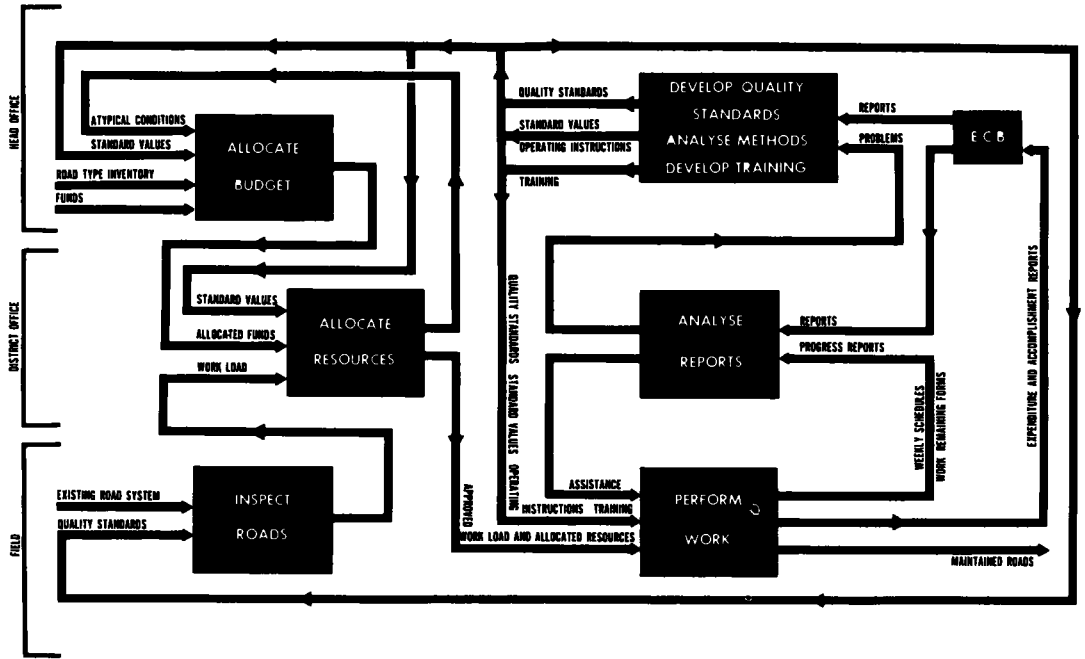 HEAD OFFICE
ATYPICAL CONDITIONS
STANDARD VALUES
ROAD TYPE INVENTORY
FUNDS
ALLOCATE
BUDGET
QUALITY STANDARDS
STANDARD VALUES
OPERATING INSTRUCTIONS
TRAINING
DEVELOP QUALITY
STANDARDS
ANALYSE METHODS
DEVELOP TRAINING
REPORTS
PROBLEMS
ECB
DISTRICT OFFICE
STANDARD VALUES
ALLOCATED FUNDS
WORK LOAD
ALLOCATE
RESOURCES
QUALITY STANDARDS STANDARD VALUES OPERATING
INSTRUCTIONS TRAINING
ANALYSE
REPORTS
REPORTS
PROGRESS REPORTS
WEEKLY SCHEDULES
WORK REMAINING FORMS
EXPENDITURE AND ACCOMPLISHMENT REPORTS
FIELD
EXISTING ROAD SYSTEM
QUALITY STANDARDS
INSPECT
ROADS
APPROVED
WORK LOAD AND ALLOCATED RESOURCES
ASSISTANCE
PERFORM
WORK
MAINTAINED ROADS